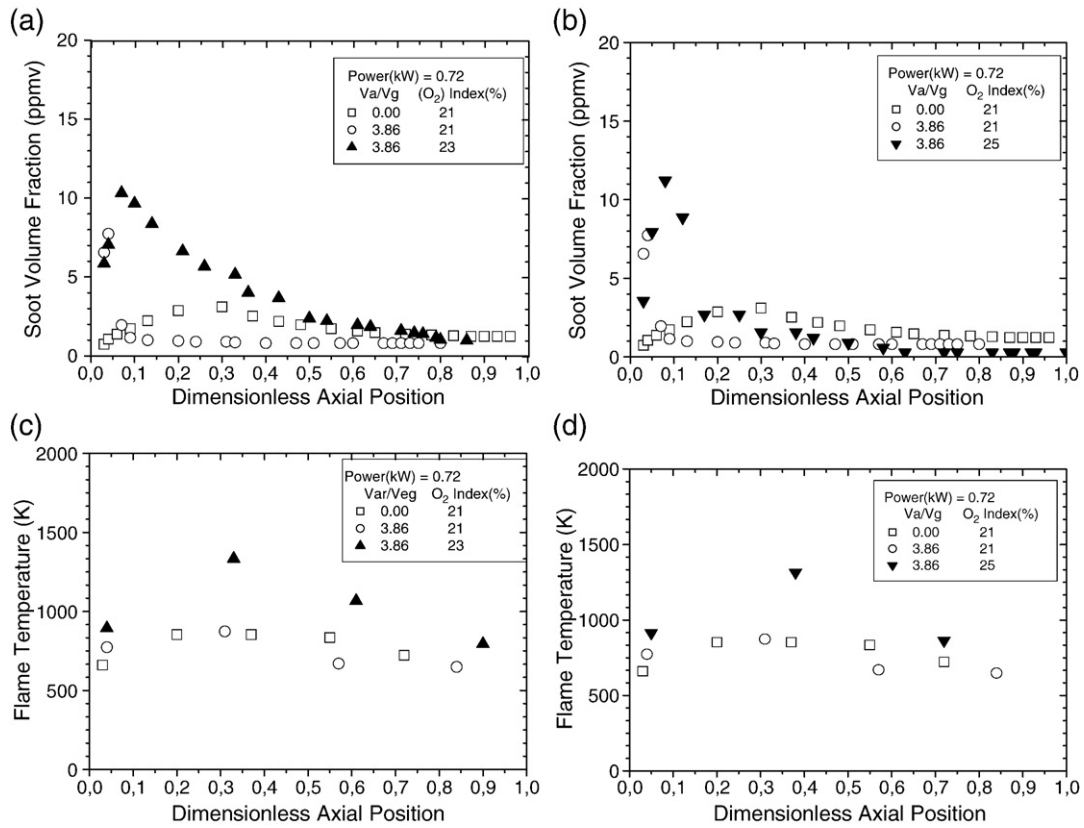 (a)
Soot Volume Fraction (ppmv)
20
15
10
5
0
Power(kW) = 0.72
Va/Vg (O2) Index(%)
0.00 21
3.86 21
3.86 23
0,0 0,1 0,2 0,3 0,4 0,5 0,6 0,7 0,8 0,9 1,0
Dimensionless Axial Position
(b)
Soot Volume Fraction (ppmv)
20
15
10
5
0
Power(kW) = 0.72
Va/Vg O2 Index(%)
0.00 21
3.86 21
3.86 25
0,0 0,1 0,2 0,3 0,4 0,5 0,6 0,7 0,8 0,9 1,0
Dimensionless Axial Position
(c)
Flame Temperature (K)
2000
1500
1000
500
0
Power(kW) = 0.72
Var/Veg O2 Index(%)
0.00 21
3.86 21
3.86 23
0,0 0,1 0,2 0,3 0,4 0,5 0,6 0,7 0,8 0,9 1,0
Dimensionless Axial Position
(d)
Flame Temperature (K)
2000
1500
1000
500
0
Power(kW) = 0.72
Va/Vg O2 Index(%)
0.00 21
3.86 21
3.86 25
0,0 0,1 0,2 0,3 0,4 0,5 0,6 0,7 0,8 0,9 1,0
Dimensionless Axial Position